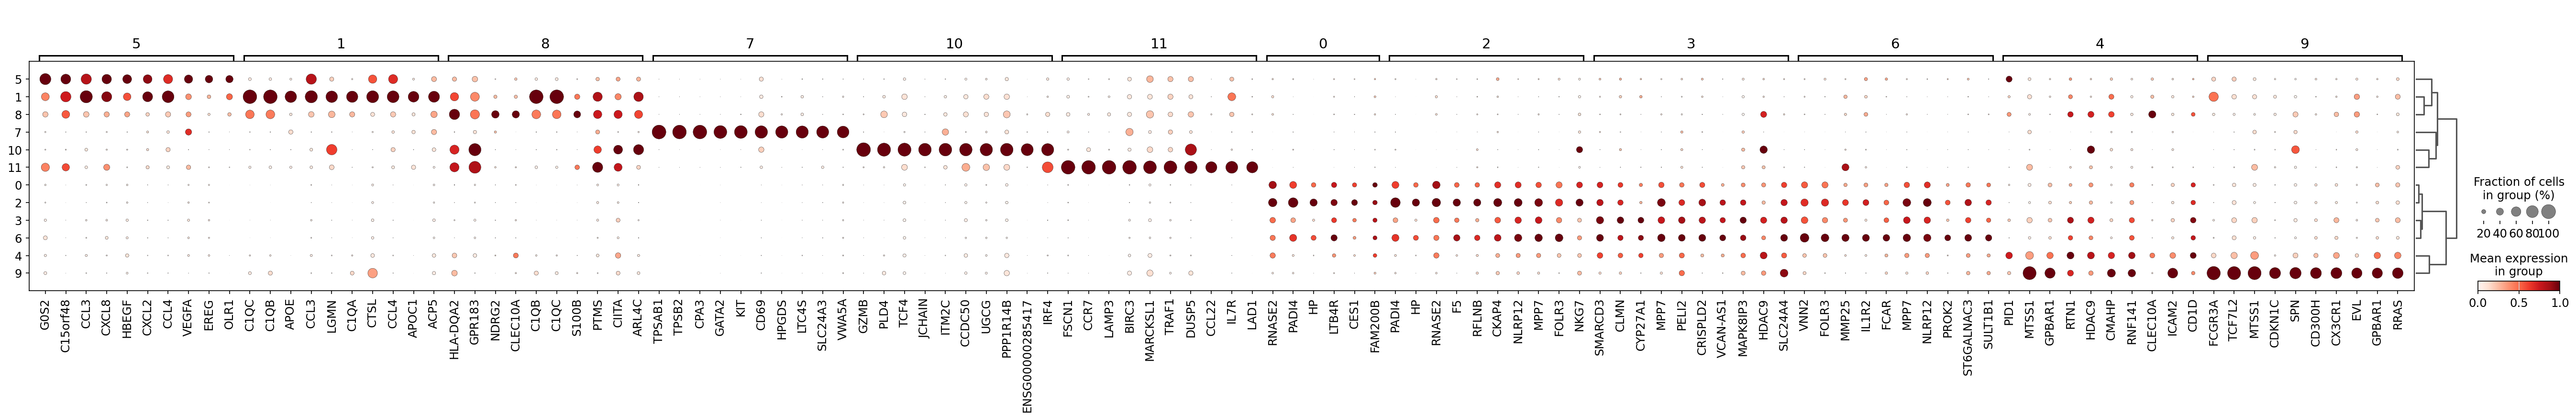 5 1 8 7 10 11 0 2 3 6 4 9
5
1
8
7
10
11
0
2
3
6
4
9
G0S2 C15orf48 CCL3 CXCL8 HBEGF CXCL2 CCL4 VEGFA EREG OLR1 C1QC C1QB APOE CCL3 LGMN C1QA CTSL CCL4 APOC1 ACP5 HLA-DQA2 GPR183 NDRG2 CLEC10A C1QB C1QC S100B PTMS CIITA ARL4C TPSAB1 TPSB2 CPA3 GATA2 KIT CD69 HPGDS LTC4S SLC24A3 VWA5A GZMB PLD4 TCF4 JCHAIN ITM2C CCDC50 UGCG PPP1R14B ENSG00000285417 IRF4 FSCN1 CCR7 LAMP3 BIRC3 MARCKSL1 TRAF1 DUSP5 CCL22 IL7R LAD1 RNASE2 PADI4 HP LTB4R CES1 FAM200B PADI4 HP RNASE2 F5 RFLNB CKAP4 NLRP12 MPP7 FOLR3 NKG7 SMARCD3 CLMN CYP27A1 MPP7 PELI2 CRISPLD2 VCAN-AS1 MAPK8IP3 HDAC9 SLC24A4 VNN2 FOLR3 MMP25 IL1R2 FCAR MPP7 NLRP12 PROK2 ST6GALNAC3 SULT1B1 PID1 MTSS1 GPBAR1 RTN1 HDAC9 CMAHP RNF141 CLEC10A ICAM2 CD1D FCGR3A TCF7L2 MTSS1 CDKN1C SPN CD300H CX3CR1 EVL GPBAR1 RRAS
Fraction of cells
in group (%)
20 40 60 80100
Mean expression
in group
0.0 0.5 1.0